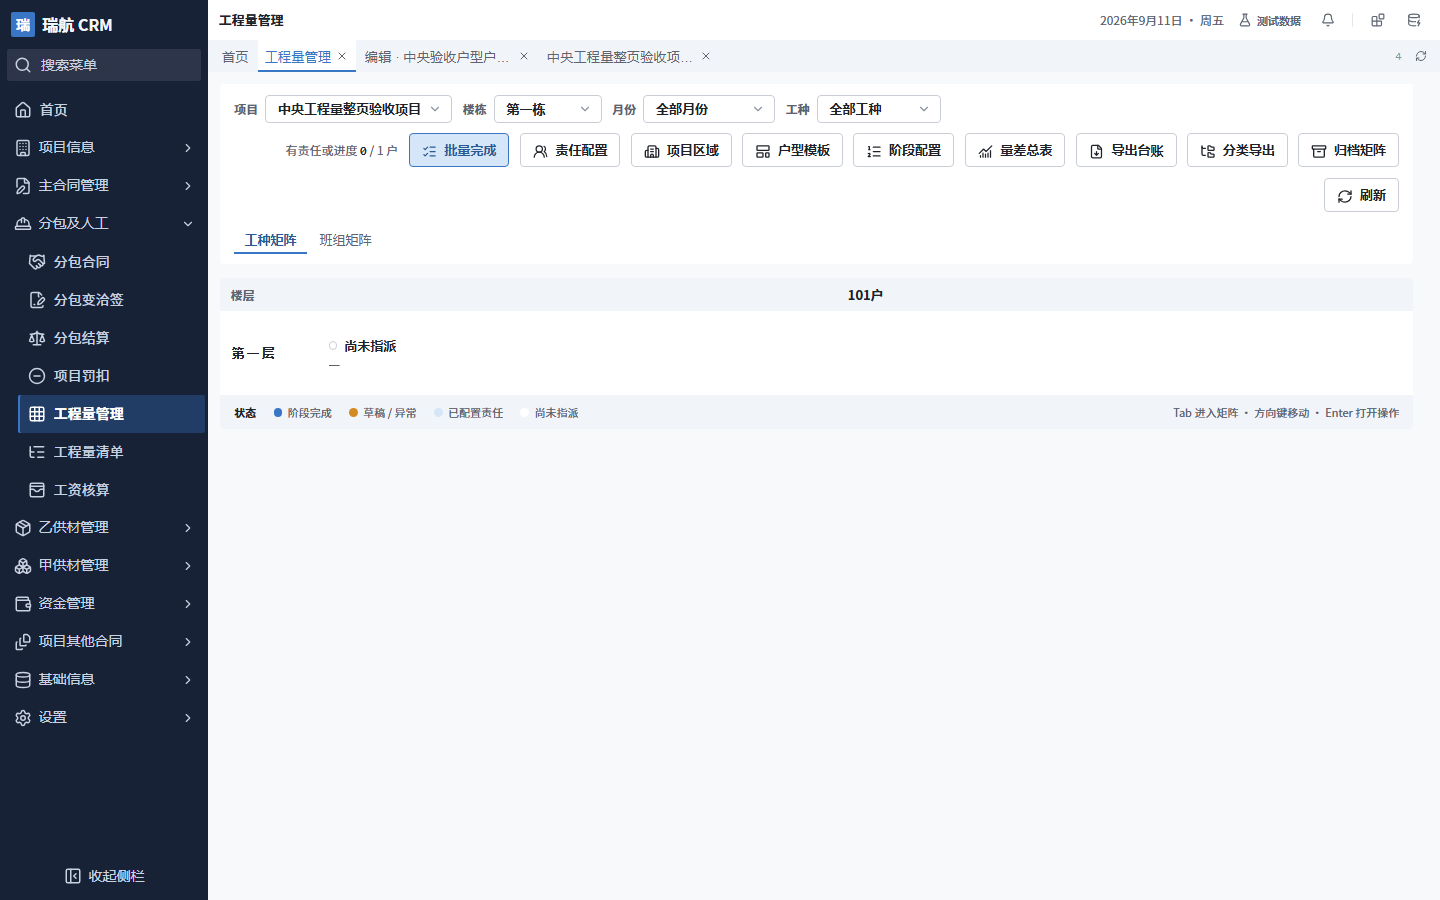 瑞 瑞航 CRM
搜索菜单
首页
项目信息
主合同管理
分包及人工
分包合同
分包变洽签
分包结算
项目罚扣
工程量管理
工程量清单
工资核算
乙供材管理
甲供材管理
资金管理
项目其他合同
基础信息
设置
收起侧栏
工程量管理
2026年9月11日 · 周五 测试数据
首页 工程量管理 编辑 · 中央验收户型户… 中央工程量整页验收项… 4
项目 中央工程量整页验收项目 楼栋 第一栋 月份 全部月份 工种 全部工种
有责任或进度 0 / 1 户 批量完成 责任配置 项目区域 户型模板 阶段配置 量差总表 导出台账 分类导出 归档矩阵
刷新
工种矩阵 班组矩阵
楼层 101户
第一层 尚未指派
—
状态 阶段完成 草稿 / 异常 已配置责任 尚未指派 Tab 进入矩阵 · 方向键移动 · Enter 打开操作